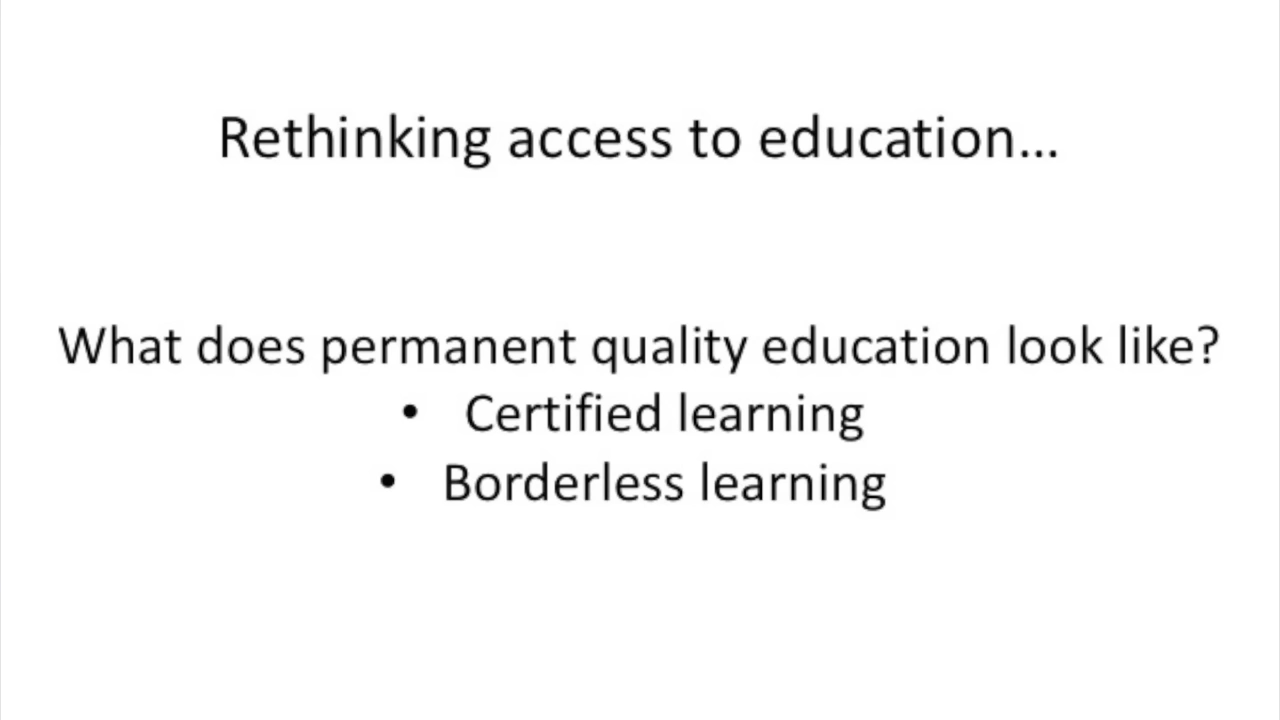 Rethinking access to education...
What does permanent quality education look like?
• Certified learning
• Borderless learning